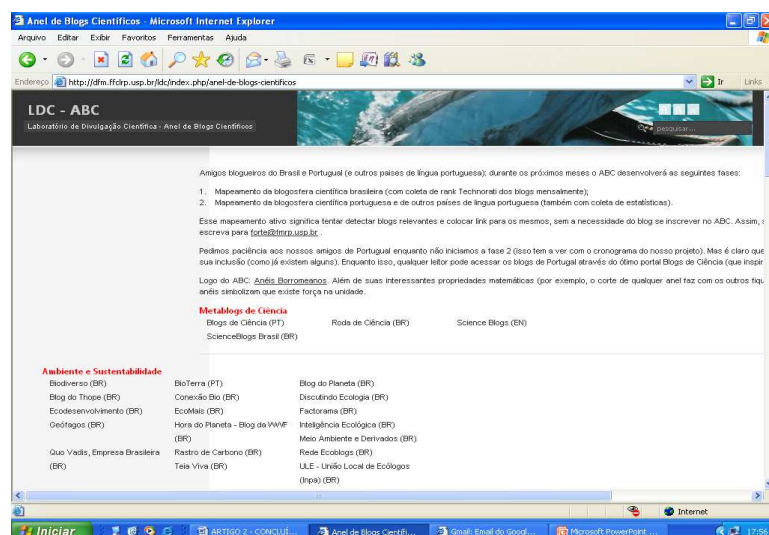 Anel de Blogs Científicos - Microsoft Internet Explorer
Arquivo Editar Exibir Favoritos Ferramentas Ajuda
Endereço http://dfm.ffclrp.usp.br/ldc/index.php/anel-de-blogs-cientificos Ir Links
LDC - ABC
Laboratório de Divulgação Científica - Anel de Blogs Científicos
pesquisar...
Amigos blogueiros do Brasil e Portugual (e outros países de língua portuguesa): durante os próximos meses o ABC desenvolverá as seguintes fases:
1. Mapeamento da blogosfera científica brasileira (com coleta de rank Technorati dos blogs mensalmente);
2. Mapeamento da blogosfera científica portuguesa e de outros países de lingua portuguesa (também com coleta de estatísticas).
Esse mapeamento ativo significa tentar detectar blogs relevantes e colocar link para os mesmos, sem a necessidade do blog se inscrever no ABC. Assim,
escreva para forte@fmrp.usp.br .
Pedimos paciência aos nossos amigos de Portugual enquanto não iniciamos a fase 2 (isso tem a ver com o cronograma do nosso projeto). Mas é claro que
sua inclusão (como já existem alguns). Enquanto isso, qualquer leitor pode acessar os blogs de Portugal através do ótimo portal Blogs de Ciência (que inspir
Logo do ABC: Anéis Borromeanos. Além de suas interessantes propriedades matemáticas (por exemplo, o corte de qualquer anel faz com os outros fiqu
anéis simbolizam que existe força na unidade.
Metablogs de Ciência
Blogs de Ciência (PT) Roda de Ciência (BR) Science Blogs (EN)
ScienceBlogs Brasil (BR)
Ambiente e Sustentabilidade
Biodiverso (BR) BioTerra (PT) Blog do Planeta (BR)
Blog do Thope (BR) Conexão Bio (BR) Discutindo Ecologia (BR)
Ecodesenvolvimento (BR) EcoMais (BR) Factorama (BR)
Geófagos (BR) Hora do Planeta - Blog da WWF Inteligência Ecológica (BR)
(BR) Meio Ambiente e Derivados (BR)
Quo Vadis, Empresa Brasileira Rastro de Carbono (BR) Rede Ecoblogs (BR)
(BR) Teia Viva (BR) ULE - União Local de Ecólogos
(Inpa) (BR)
Internet
Iniciar ARTIGO 2 - CONCLUÍ... Anel de Blogs Científi... Gmail: Email do Googl... Microsoft PowerPoint ... 17:56